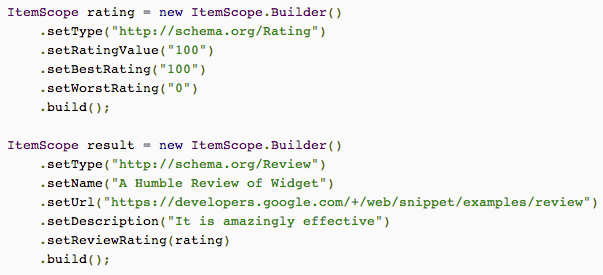 ItemScope rating = new ItemScope.Builder()
    .setType("http://schema.org/Rating")
    .setRatingValue("100")
    .setBestRating("100")
    .setWorstRating("0")
    .build();

ItemScope result = new ItemScope.Builder()
    .setType("http://schema.org/Review")
    .setName("A Humble Review of Widget")
    .setUrl("https://developers.google.com/+/web/snippet/examples/review")
    .setDescription("It is amazingly effective")
    .setReviewRating(rating)
    .build();